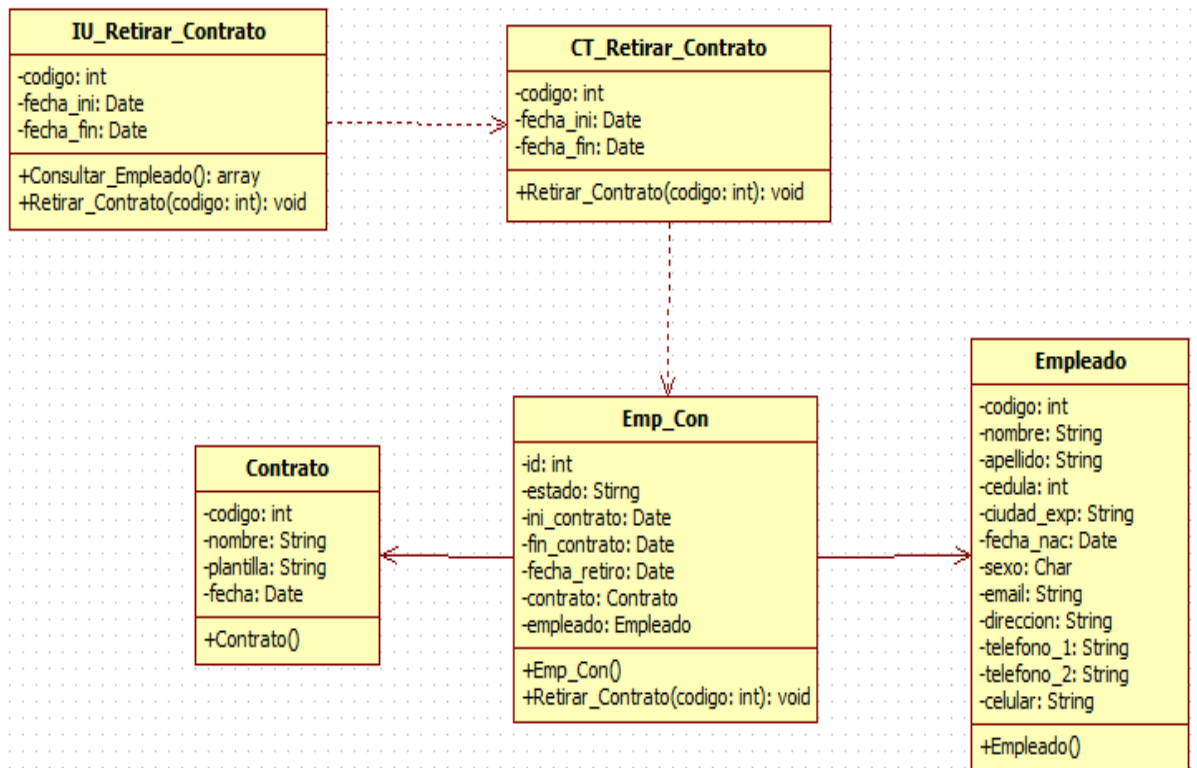 IU_Retirar_Contrato
-codigo: int
-fecha_ini: Date
-fecha_fin: Date
+Consultar_Empleado(): array
+Retirar_Contrato(codigo: int): void
CT_Retirar_Contrato
-codigo: int
-fecha_ini: Date
-fecha_fin: Date
+Retirar_Contrato(codigo: int): void
Contrato
-codigo: int
-nombre: String
-plantilla: String
-fecha: Date
+Contrato()
Emp_Con
-id: int
-estado: Stirng
-ini_contrato: Date
-fin_contrato: Date
-fecha_retiro: Date
-contrato: Contrato
-empleado: Empleado
+Emp_Con()
+Retirar_Contrato(codigo: int): void
Empleado
-codigo: int
-nombre: String
-apellido: String
-cedula: int
-ciudad_exp: String
-fecha_nac: Date
-sexo: Char
-email: String
-direccion: String
-telefono_1: String
-telefono_2: String
-celular: String
+Empleado()